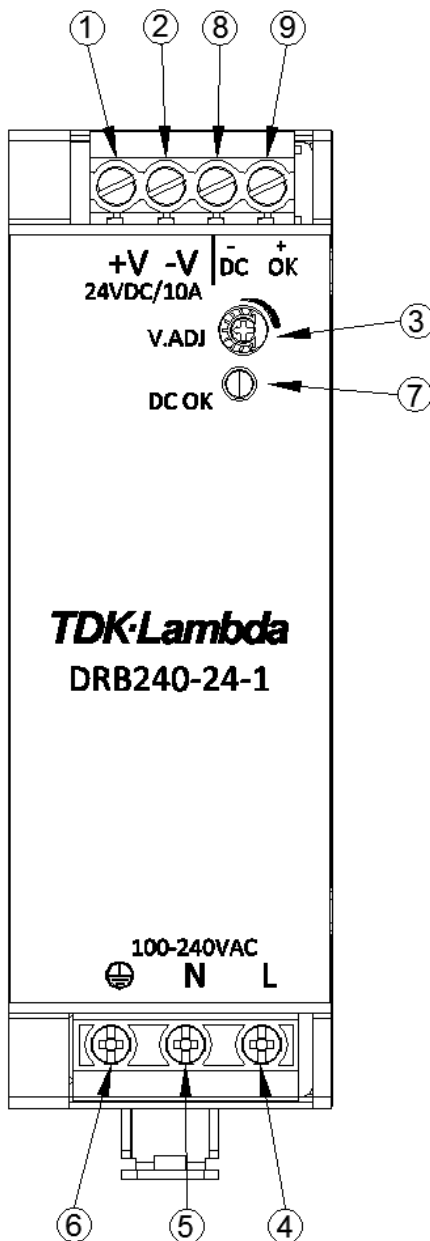 1 2 8 9
- +
+V -V DC OK
24VDC/10A
3
V.ADJ
7
DC OK
TDK·Lambda
DRB240-24-1
100-240VAC
N L
6 5 4